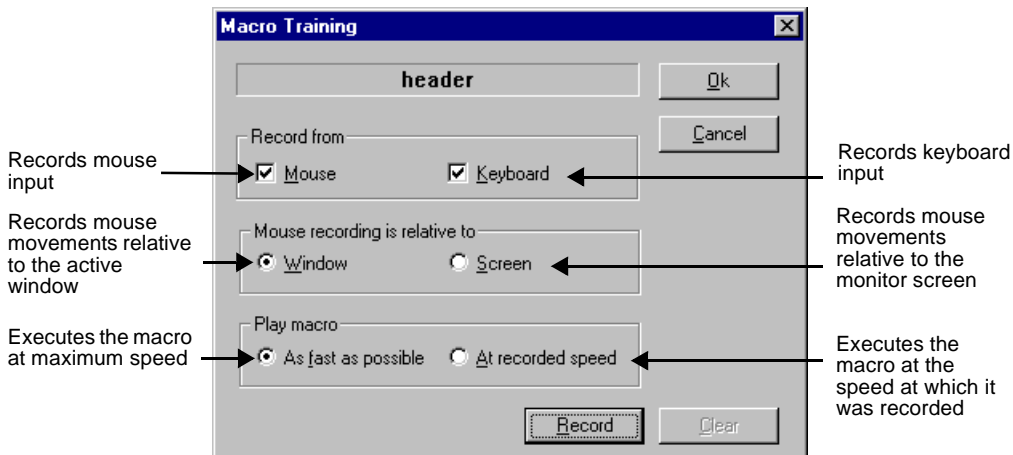 Macro Training
header
Ok
Cancel
Record from
Mouse
Keyboard
Records mouse
input
Records keyboard
input
Mouse recording is relative to
Window
Screen
Records mouse
movements relative
to the active
window
Records mouse
movements
relative to the
monitor screen
Play macro
As fast as possible
At recorded speed
Executes the macro
at maximum speed
Executes the
macro at the
speed at which it
was recorded
Record
Clear